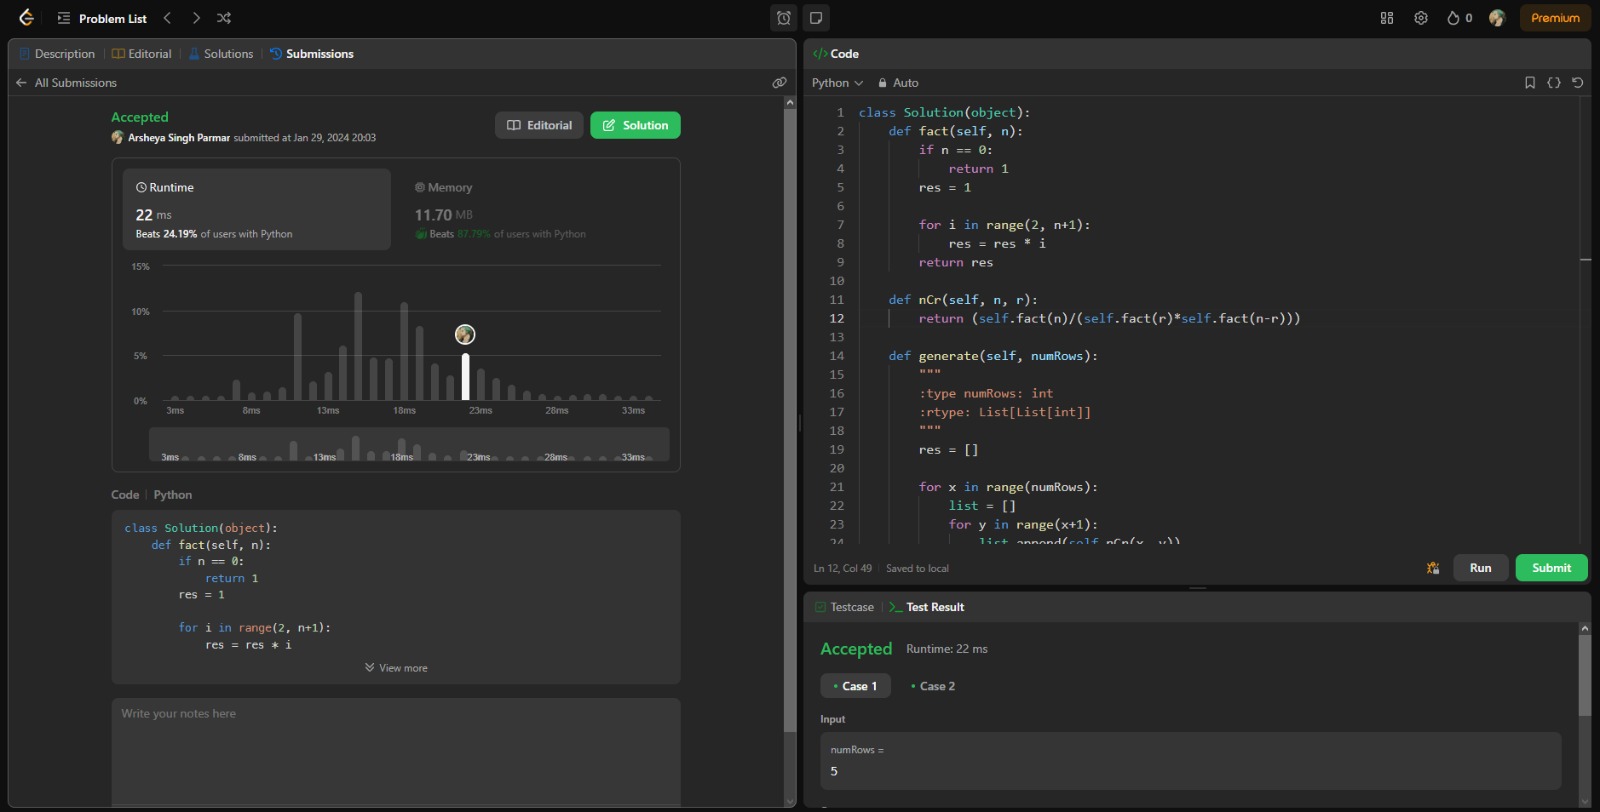 Problem List
0
Premium
Description
Editorial
Solutions
Submissions
All Submissions
Accepted
Arsheya Singh Parmar submitted at Jan 29, 2024 20:03
Editorial
Solution
Runtime
22 ms
Beats 24.19% of users with Python
Memory
11.70 MB
Beats 87.79% of users with Python
15%
10%
5%
0%
3ms 8ms 13ms 18ms 23ms 28ms 33ms
3ms 8ms 13ms 18ms 23ms 28ms 33ms
Code | Python
class Solution(object):
def fact(self, n):
if n == 0:
return 1
res = 1
for i in range(2, n+1):
res = res * i
View more
Write your notes here
</> Code
Python
Auto
1 class Solution(object):
2 def fact(self, n):
3 if n == 0:
4 return 1
5 res = 1
6
7 for i in range(2, n+1):
8 res = res * i
9 return res
10
11 def nCr(self, n, r):
12 return (self.fact(n)/(self.fact(r)*self.fact(n-r)))
13
14 def generate(self, numRows):
15 """
16 :type numRows: int
17 :rtype: List[List[int]]
18 """
19 res = []
20
21 for x in range(numRows):
22 list = []
23 for y in range(x+1):
24 list.append(self.nCr(x, y))
Ln 12, Col 49 | Saved to local
Run
Submit
Testcase
Test Result
Accepted
Runtime: 22 ms
Case 1
Case 2
Input
numRows =
5